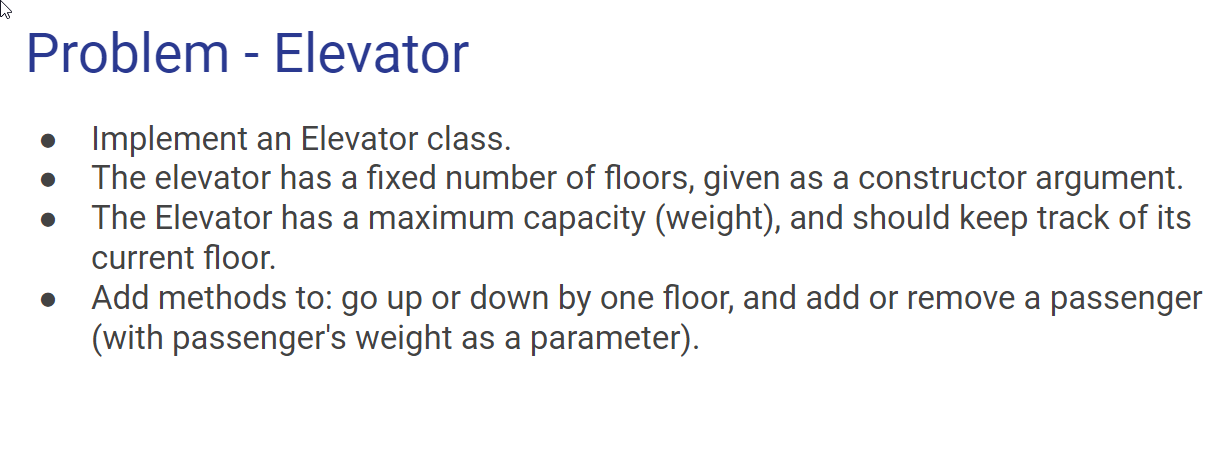 Problem - Elevator
● Implement an Elevator class.
● The elevator has a fixed number of floors, given as a constructor argument.
● The Elevator has a maximum capacity (weight), and should keep track of its
current floor.
● Add methods to: go up or down by one floor, and add or remove a passenger
(with passenger's weight as a parameter).